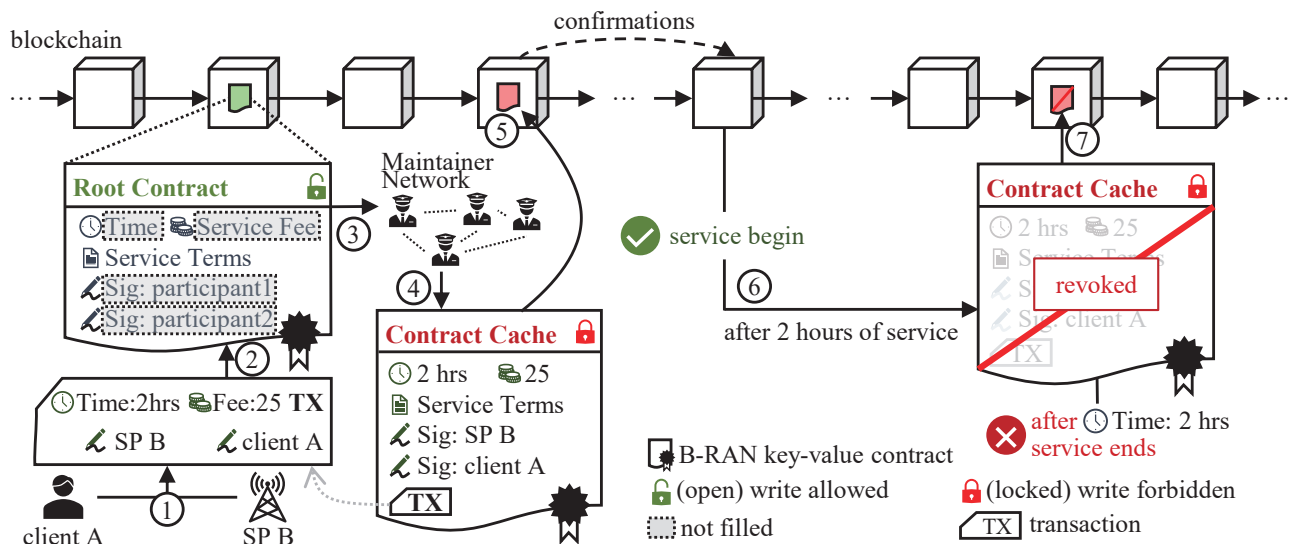 confirmations
blockchain
...
...
...
...
5
7
Root Contract
Time
Service Fee
Service Terms
Sig: participant1
Sig: participant2
3
Maintainer
Network
4
service begin
6
after 2 hours of service
Contract Cache
2 hrs 25
Service Terms
Sig: client A
TX
revoked
2
Time:2hrs Fee:25 TX
SP B client A
1
client A
SP B
Contract Cache
2 hrs 25
Service Terms
Sig: SP B
Sig: client A
TX
after Time: 2 hrs
service ends
B-RAN key-value contract
(open) write allowed
(locked) write forbidden
not filled
TX transaction